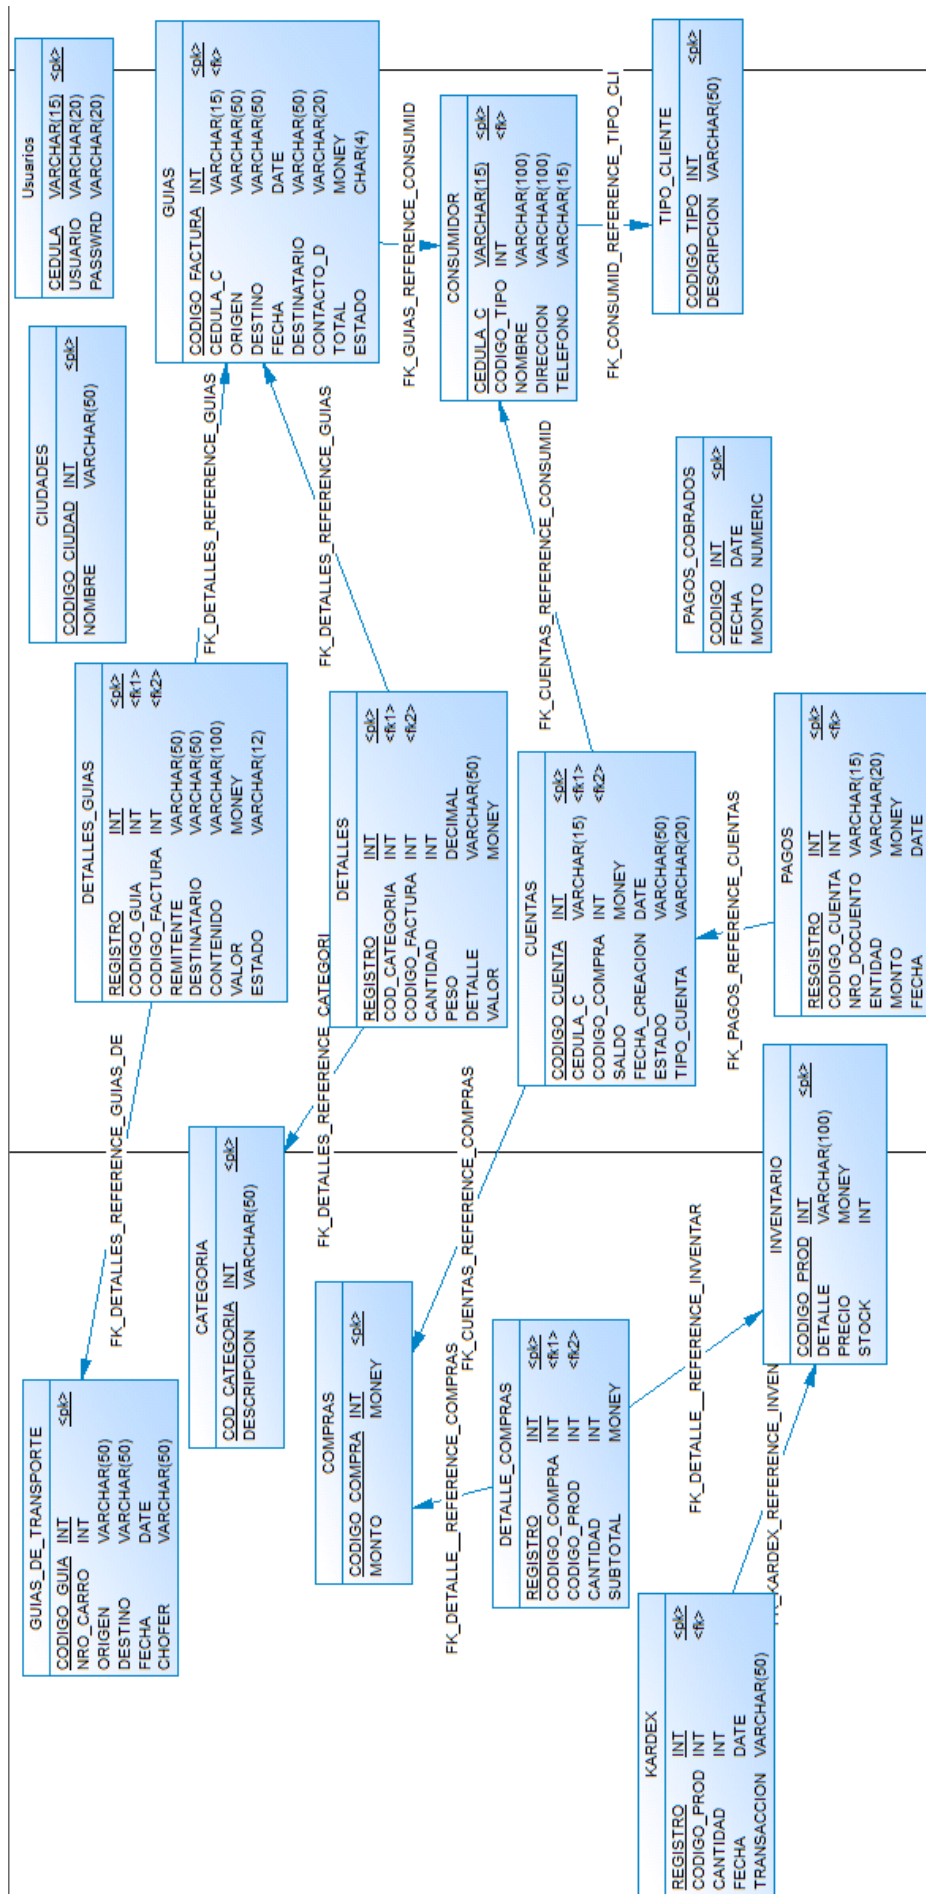 GUIAS_DE_TRANSPORTE
CODIGO_GUIA INT <pk>
NRO_CARRO INT
ORIGEN VARCHAR(50)
DESTINO VARCHAR(50)
FECHA DATE
CHOFER VARCHAR(50)
FK_DETALLES_REFERENCE_GUIAS_DE
DETALLES_GUIAS
REGISTRO INT <pk>
CODIGO_GUIA INT <fk1>
CODIGO_FACTURA INT <fk2>
REMITENTE VARCHAR(50)
DESTINATARIO VARCHAR(50)
CONTENIDO VARCHAR(100)
VALOR MONEY
ESTADO VARCHAR(12)
CIUDADES
CODIGO_CIUDAD INT <pk>
NOMBRE VARCHAR(50)
Usuarios
CEDULA VARCHAR(15) <pk>
USUARIO VARCHAR(20)
PASSWRD VARCHAR(20)
FK_DETALLES_REFERENCE_GUIAS
GUIAS
CODIGO_FACTURA INT <pk>
CEDULA_C VARCHAR(15) <fk>
ORIGEN VARCHAR(50)
DESTINO VARCHAR(50)
FECHA DATE
DESTINATARIO VARCHAR(50)
CONTACTO_D VARCHAR(20)
TOTAL MONEY
ESTADO CHAR(4)
CATEGORIA
COD_CATEGORIA INT <pk>
DESCRIPCION VARCHAR(50)
FK_DETALLES_REFERENCE_CATEGORI
FK_DETALLES_REFERENCE_GUIAS
DETALLES
REGISTRO INT <pk>
COD_CATEGORIA INT <fk1>
CODIGO_FACTURA INT <fk2>
CANTIDAD INT
PESO DECIMAL
DETALLE VARCHAR(50)
VALOR MONEY
COMPRAS
CODIGO_COMPRA INT <pk>
MONTO MONEY
FK_GUIAS_REFERENCE_CONSUMID
FK_DETALLE__REFERENCE_COMPRAS
FK_CUENTAS_REFERENCE_COMPRAS
CONSUMIDOR
CEDULA_C VARCHAR(15) <pk>
CODIGO_TIPO INT <fk>
NOMBRE VARCHAR(100)
DIRECCION VARCHAR(100)
TELEFONO VARCHAR(15)
DETALLE_COMPRAS
REGISTRO INT <pk>
CODIGO_COMPRA INT <fk1>
CODIGO_PROD INT <fk2>
CANTIDAD INT
SUBTOTAL MONEY
CUENTAS
CODIGO_CUENTA INT <pk>
CEDULA_C VARCHAR(15) <fk1>
CODIGO_COMPRA INT <fk2>
SALDO MONEY
FECHA_CREACION DATE
ESTADO VARCHAR(50)
TIPO_CUENTA VARCHAR(20)
FK_CUENTAS_REFERENCE_CONSUMID
FK_CONSUMID_REFERENCE_TIPO_CLI
TIPO_CLIENTE
CODIGO_TIPO INT <pk>
DESCRIPCION VARCHAR(50)
KARDEX
REGISTRO INT <pk>
CODIGO_PROD INT <fk>
CANTIDAD INT
FECHA DATE
TRANSACCION VARCHAR(50)
FK_DETALLE__REFERENCE_INVENTAR
FK_PAGOS_REFERENCE_CUENTAS
PAGOS_COBRADOS
CODIGO INT <pk>
FECHA DATE
MONTO NUMERIC
FK_KARDEX_REFERENCE_INVEN
INVENTARIO
CODIGO_PROD INT <pk>
DETALLE VARCHAR(100)
PRECIO MONEY
STOCK INT
PAGOS
RESGISTRO INT <pk>
CODIGO_CUENTA INT <fk>
NRO_DOCUENTO VARCHAR(15)
ENTIDAD VARCHAR(20)
MONTO MONEY
FECHA DATE